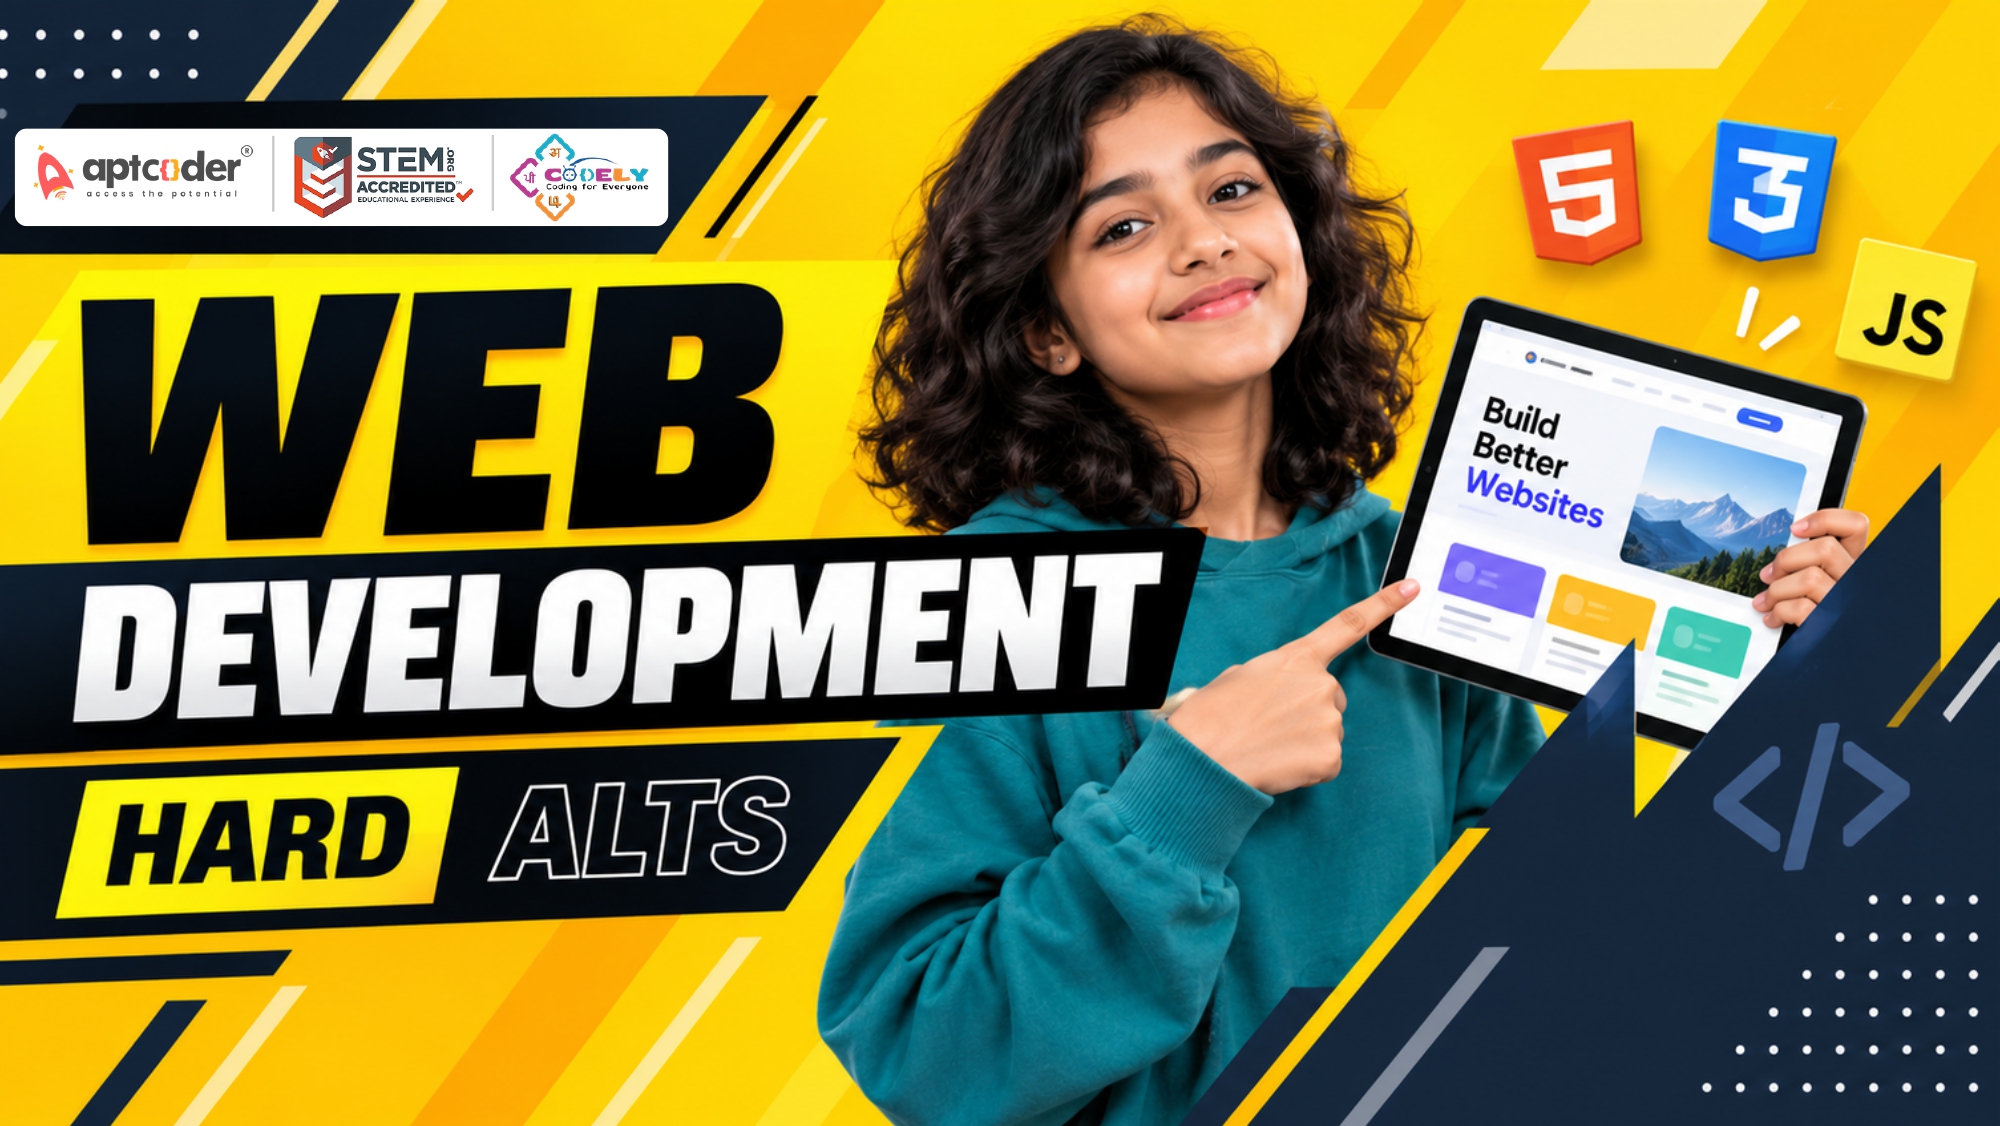 aptcoder®
access the potential
STEM.ORG
ACCREDITED™
EDUCATIONAL EXPERIENCE
अ
पी
CODELY
Coding for Everyone
WEB
DEVELOPMENT
HARD ALTS
5
3
JS
Build
Better
Websites
</>